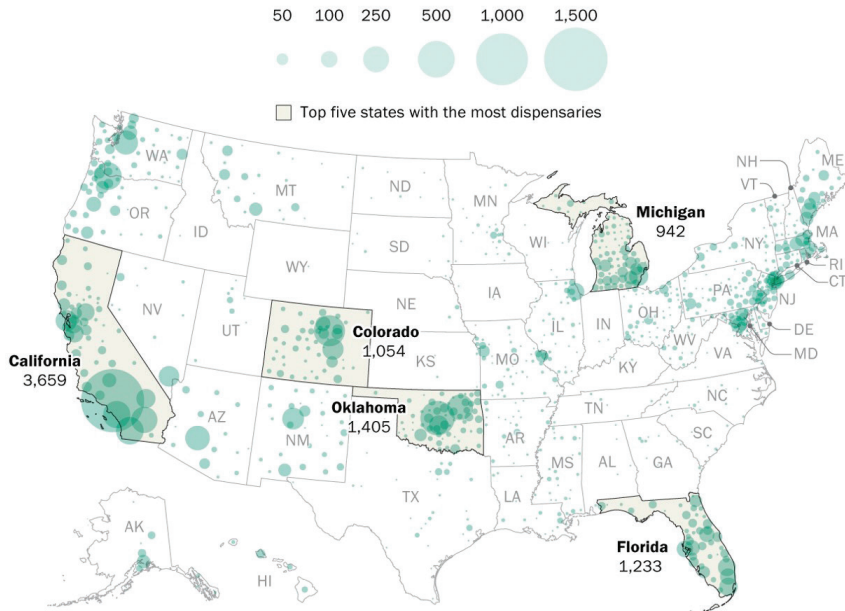 50 100 250 500 1,000 1,500
Top five states with the most dispensaries
WA
MT
ND
MN
NH
VT
ME
OR
ID
SD
WI
Michigan
942
NY
MA
WY
RI
CT
NV
UT
NE
IA
PA
NJ
IL
IN
OH
California
3,659
Colorado
1,054
KS
MO
WV
VA
DE
MD
KY
AZ
NM
Oklahoma
1,405
AR
TN
NC
SC
MS
AL
GA
TX
LA
AK
HI
Florida
1,233